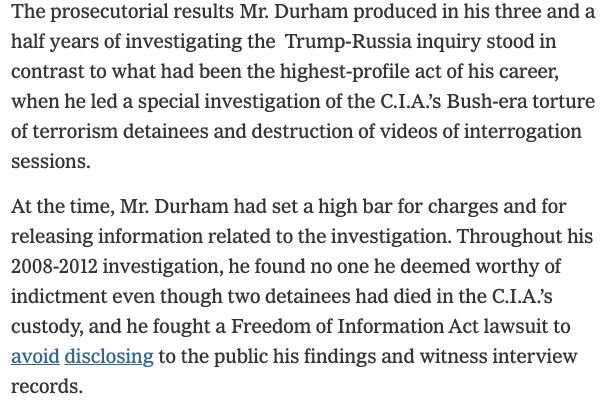 The prosecutorial results Mr. Durham produced in his three and a
half years of investigating the Trump-Russia inquiry stood in
contrast to what had been the highest-profile act of his career,
when he led a special investigation of the C.I.A.’s Bush-era torture
of terrorism detainees and destruction of videos of interrogation
sessions.
At the time, Mr. Durham had set a high bar for charges and for
releasing information related to the investigation. Throughout his
2008-2012 investigation, he found no one he deemed worthy of
indictment even though two detainees had died in the C.I.A.’s
custody, and he fought a Freedom of Information Act lawsuit to
avoid disclosing to the public his findings and witness interview
records.